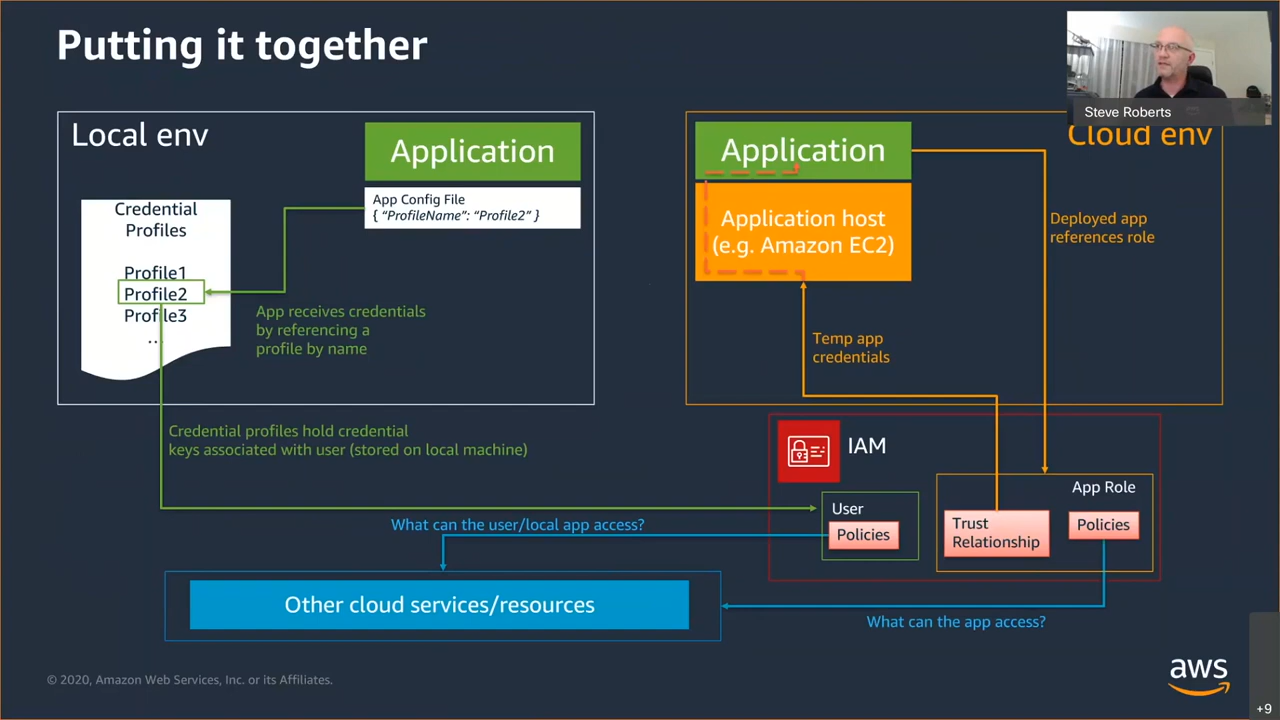 Putting it together
Steve Roberts
Local env
Application
App Config File
{ “ProfileName”: “Profile2” }
Credential
Profiles
Profile1
Profile2
Profile3
...
App receives credentials
by referencing a
profile by name
Credential profiles hold credential
keys associated with user (stored on local machine)
Cloud env
Application
Application host
(e.g. Amazon EC2)
Deployed app
references role
Temp app
credentials
IAM
User
Policies
App Role
Trust
Relationship
Policies
What can the user/local app access?
Other cloud services/resources
What can the app access?
© 2020, Amazon Web Services, Inc. or its Affiliates.
aws
+9